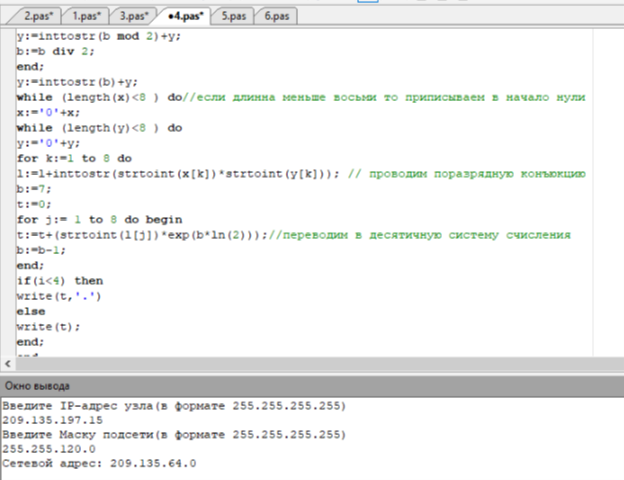 2.pas* 1.pas* 3.pas* •4.pas* 5.pas 6.pas
y:=inttostr(b mod 2)+y;
b:=b div 2;
end;
y:=inttostr(b)+y;
while (length(x)<8 ) do//если длинна меньше восьми то приписываем в начало нули
x:='0'+x;
while (length(y)<8 ) do
y:='0'+y;
for k:=1 to 8 do
l:=l+inttostr(strtoint(x[k])*strtoint(y[k])); // проводим поразрядную конъюкцию
b:=7;
t:=0;
for j:= 1 to 8 do begin
t:=t+(strtoint(l[j])*exp(b*ln(2)));//переводим в десятичную систему счисления
b:=b-1;
end;
if(i<4) then
write(t,'.')
else
write(t);
end;
Окно вывода
Введите IP-адрес узла(в формате 255.255.255.255)
209.135.197.15
Введите Маску подсети(в формате 255.255.255.255)
255.255.120.0
Сетевой адрес: 209.135.64.0